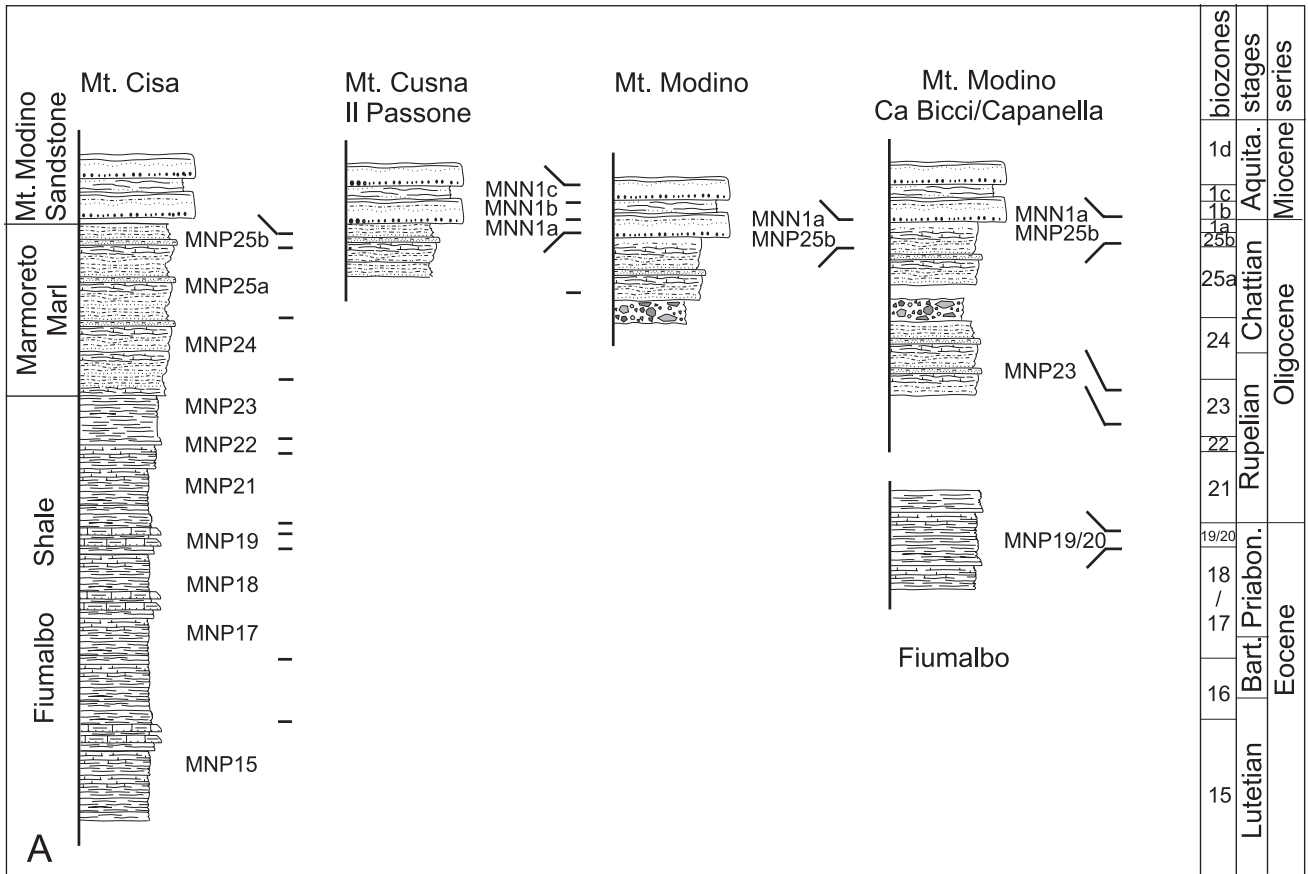 Mt. Cisa
Mt. Cusna
Il Passone
Mt. Modino
Mt. Modino
Ca Bicci/Capanella
biozones
stages
series
Mt. Modino
Sandstone
Marmoreto
Marl
Fiumalbo Shale
MNP25b
MNP25a
MNP24
MNP23
MNP22
MNP21
MNP19
MNP18
MNP17
MNP15
MNN1c
MNN1b
MNN1a
MNN1a
MNP25b
MNN1a
MNP25b
MNP23
MNP19/20
Fiumalbo
1d
1c
1b
1a
25b
25a
24
23
22
21
19/20
18
/
17
16
15
Aquita.
Chattian
Rupelian
Priabon.
Bart.
Lutetian
Miocene
Oligocene
Eocene
A